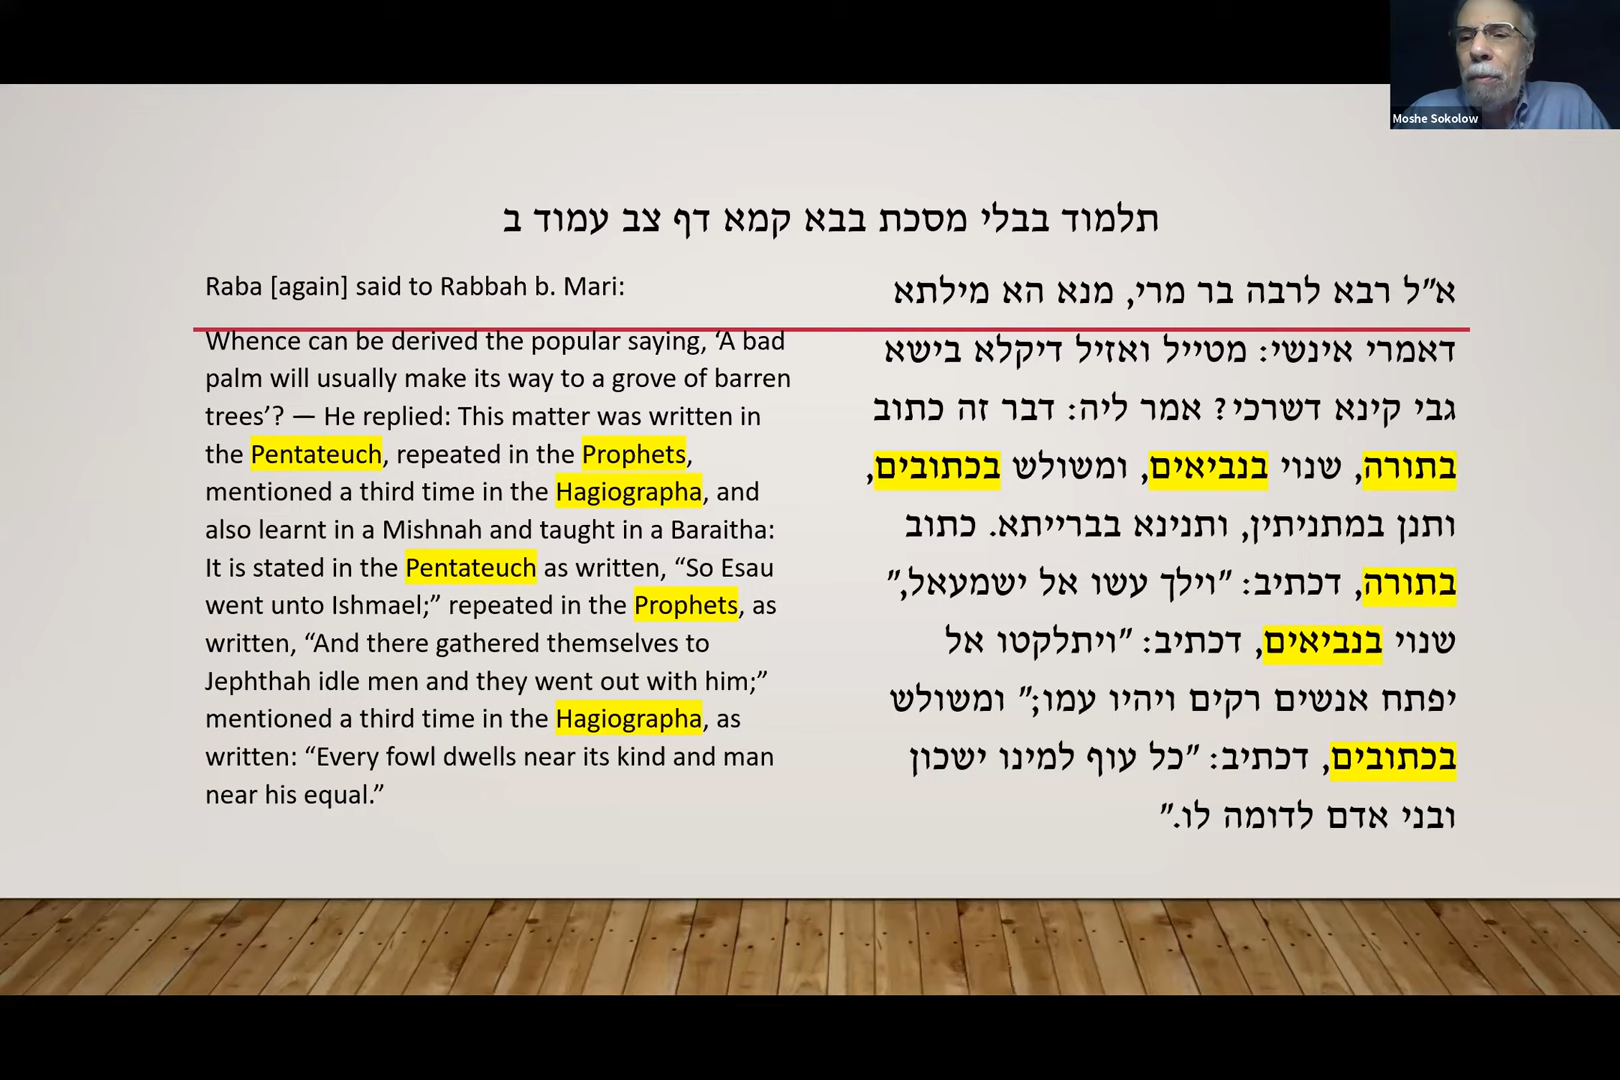 Moshe Sokolow
תלמוד בבלי מסכת בבא קמא דף צב עמוד ב
Raba [again] said to Rabbah b. Mari:
Whence can be derived the popular saying, ‘A bad
palm will usually make its way to a grove of barren
trees’? — He replied: This matter was written in
the Pentateuch, repeated in the Prophets,
mentioned a third time in the Hagiographa, and
also learnt in a Mishnah and taught in a Baraitha:
It is stated in the Pentateuch as written, “So Esau
went unto Ishmael;” repeated in the Prophets, as
written, “And there gathered themselves to
Jephthah idle men and they went out with him;”
mentioned a third time in the Hagiographa, as
written: “Every fowl dwells near its kind and man
near his equal.”
א״ל רבא לרבה בר מרי, מנא הא מילתא
דאמרי אינשי: מטייל ואזיל דיקלא בישא
גבי קינא דשרכי? אמר ליה: דבר זה כתוב
בתורה, שנוי בנביאים, ומשולש בכתובים,
ותנן במתניתין, ותנינא בברייתא. כתוב
בתורה, דכתיב: ״וילך עשו אל ישמעאל,״
שנוי בנביאים, דכתיב: ״ויתלקטו אל
יפתח אנשים רקים ויהיו עמו;״ ומשולש
בכתובים, דכתיב: ״כל עוף למינו ישכון
ובני אדם לדומה לו.״